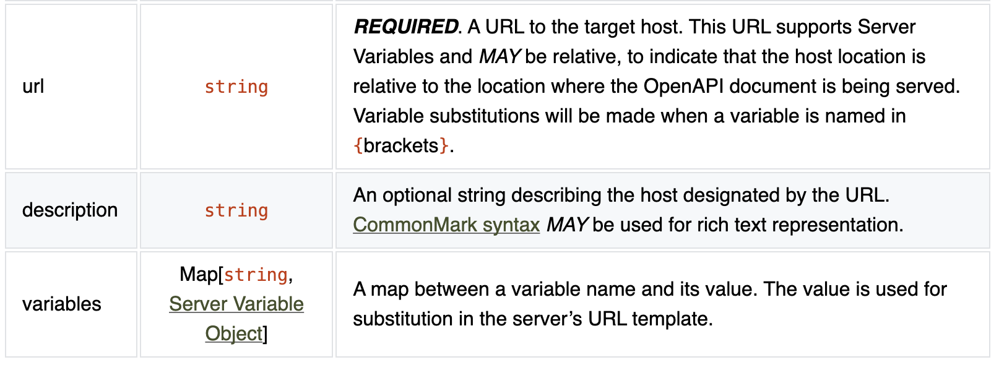 url
string
REQUIRED. A URL to the target host. This URL supports Server
Variables and MAY be relative, to indicate that the host location is
relative to the location where the OpenAPI document is being served.
Variable substitutions will be made when a variable is named in
{brackets}.
description
string
An optional string describing the host designated by the URL.
CommonMark syntax MAY be used for rich text representation.
variables
Map[string,
Server Variable
Object]
A map between a variable name and its value. The value is used for
substitution in the server’s URL template.